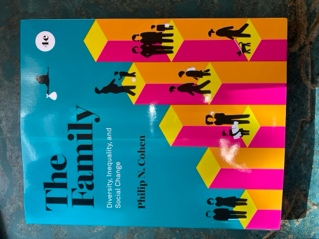 4e
The
Family
Diversity, Inequality, and
Social Change
Philip N. Cohen